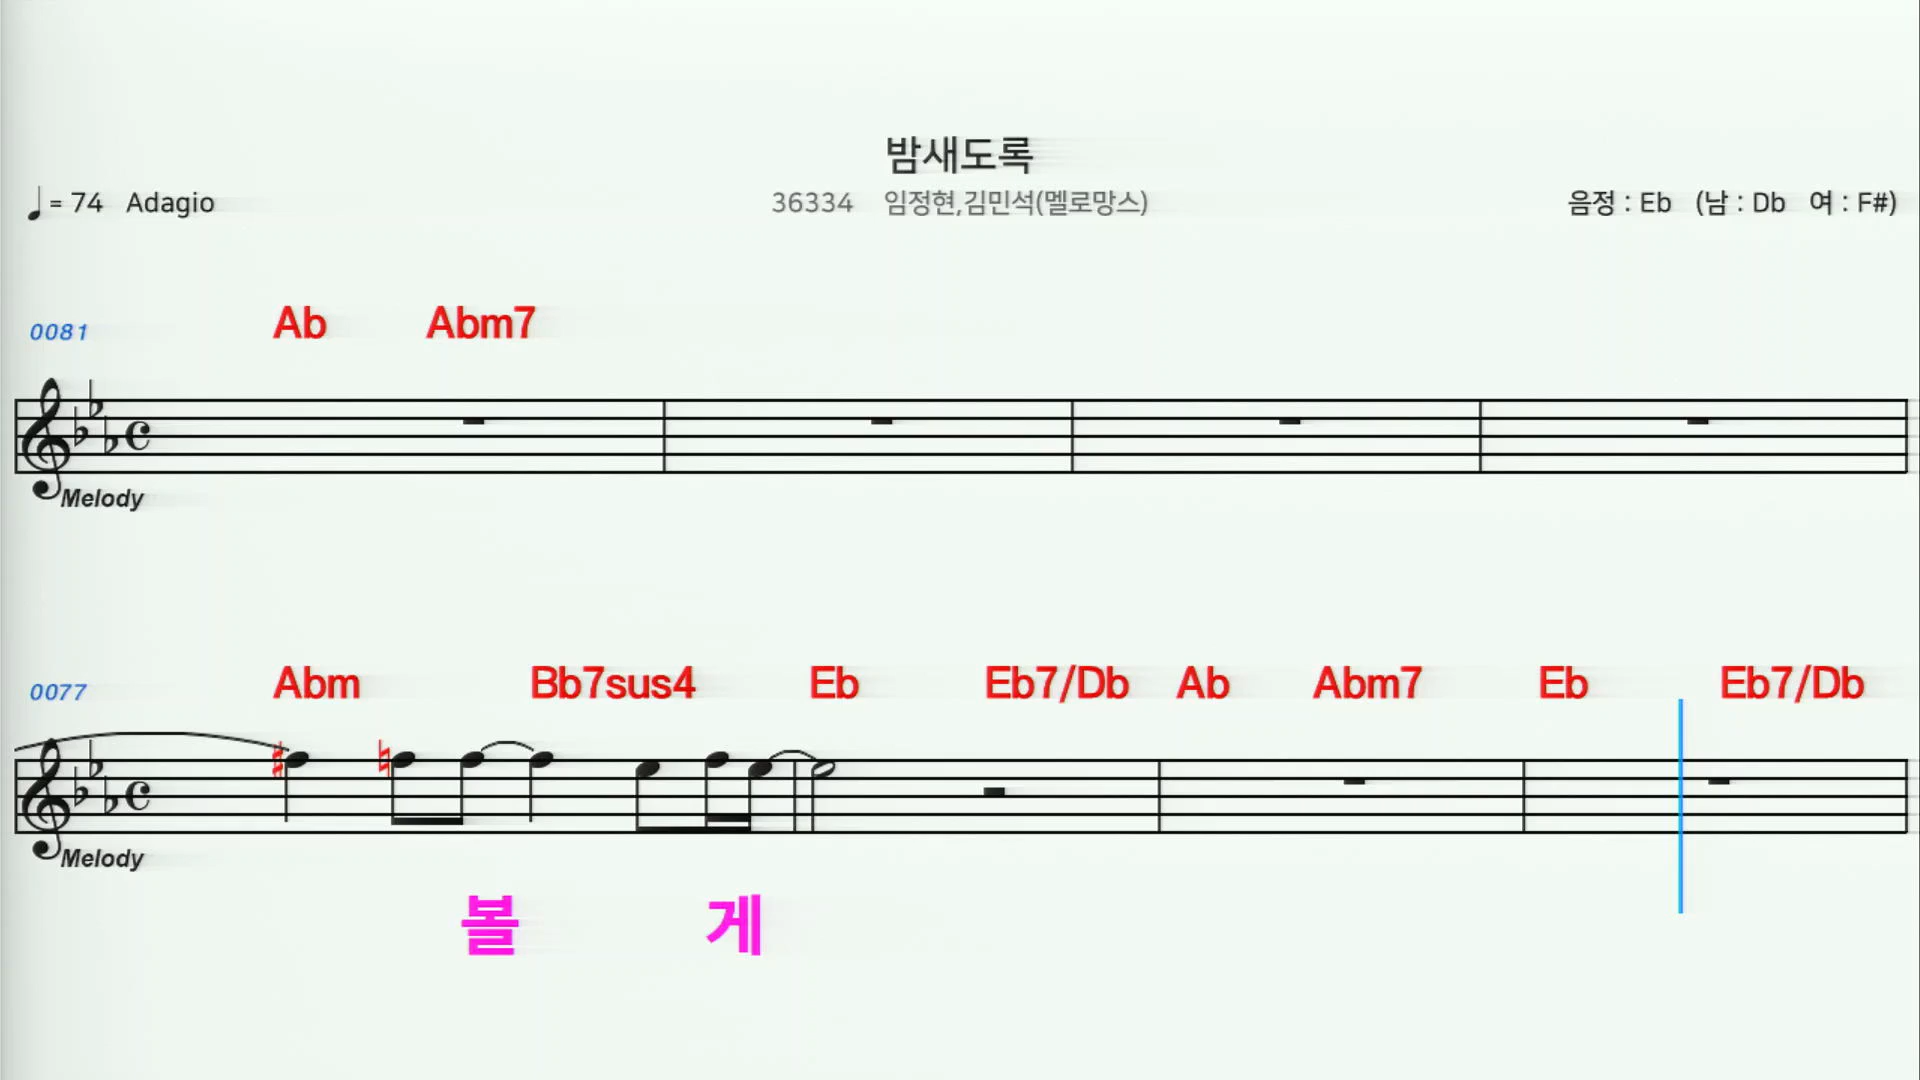 밤새도록
= 74 Adagio
36334 임정현,김민석(멜로망스)
음정 : Eb (남 : Db 여 : F#)
0081 Ab Abm7
Melody
0077 Abm Bb7sus4 Eb Eb7/Db Ab Abm7 Eb Eb7/Db
Melody
볼 게